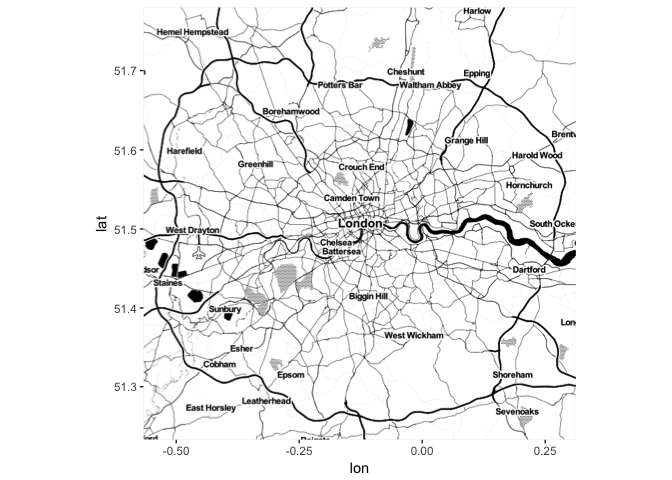 Harlow
Hemel Hempstead
51.7
Cheshunt
Epping
Potters Bar
Waltham Abbey
Borehamwood
Brentw
Grange Hill
51.6
Harefield
Harold Wood
Greenhill
Crouch End
Hornchurch
Camden Town
London
South Ocke
51.5
West Drayton
lat
Chelsea
Battersea
dsor
Dartford
Staines
Biggin Hill
51.4
Sunbury
Lon
West Wickham
Esher
Cobham
Epsom
Shoreham
51.3
Leatherhead
East Horsley
Sevenoaks
-0.50
-0.25
0.00
0.25
lon